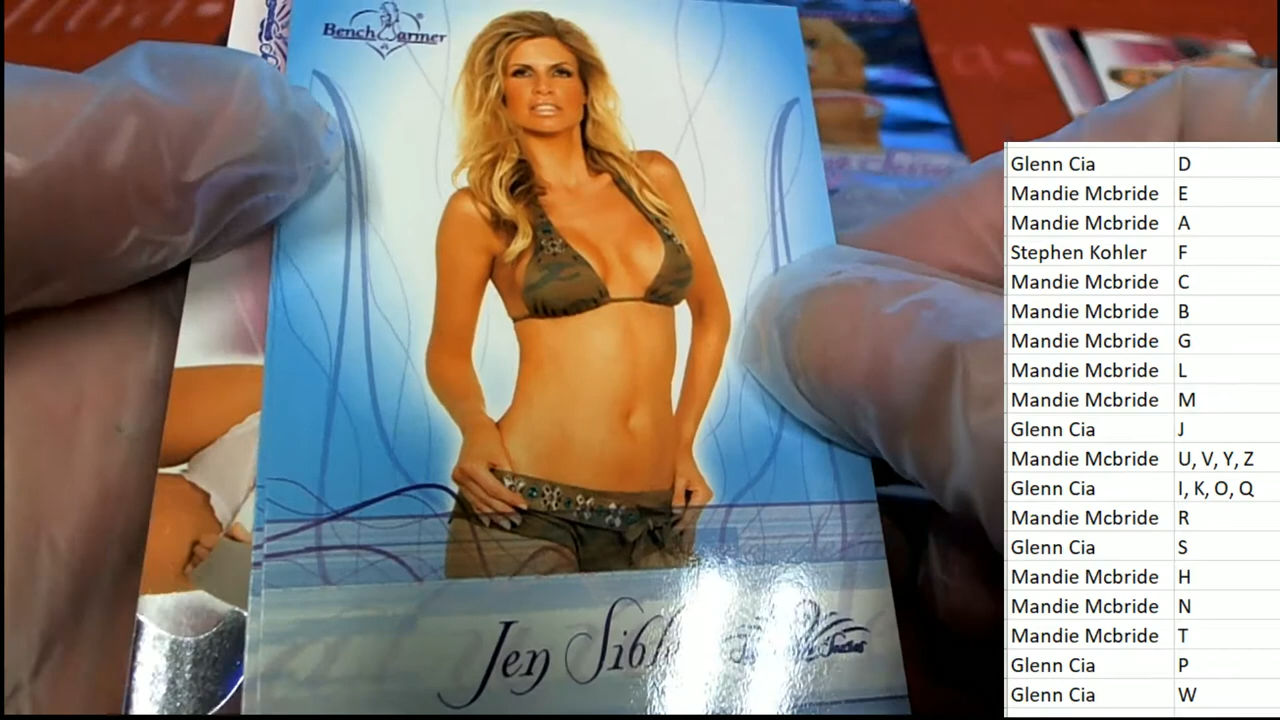 BenchWarmer
Jen
Glenn Cia D
Mandie Mcbride E
Mandie Mcbride A
Stephen Kohler F
Mandie Mcbride C
Mandie Mcbride B
Mandie Mcbride G
Mandie Mcbride L
Mandie Mcbride M
Glenn Cia J
Mandie Mcbride U, V, Y, Z
Glenn Cia I, K, O, Q
Mandie Mcbride R
Glenn Cia S
Mandie Mcbride H
Mandie Mcbride N
Mandie Mcbride T
Glenn Cia P
Glenn Cia W